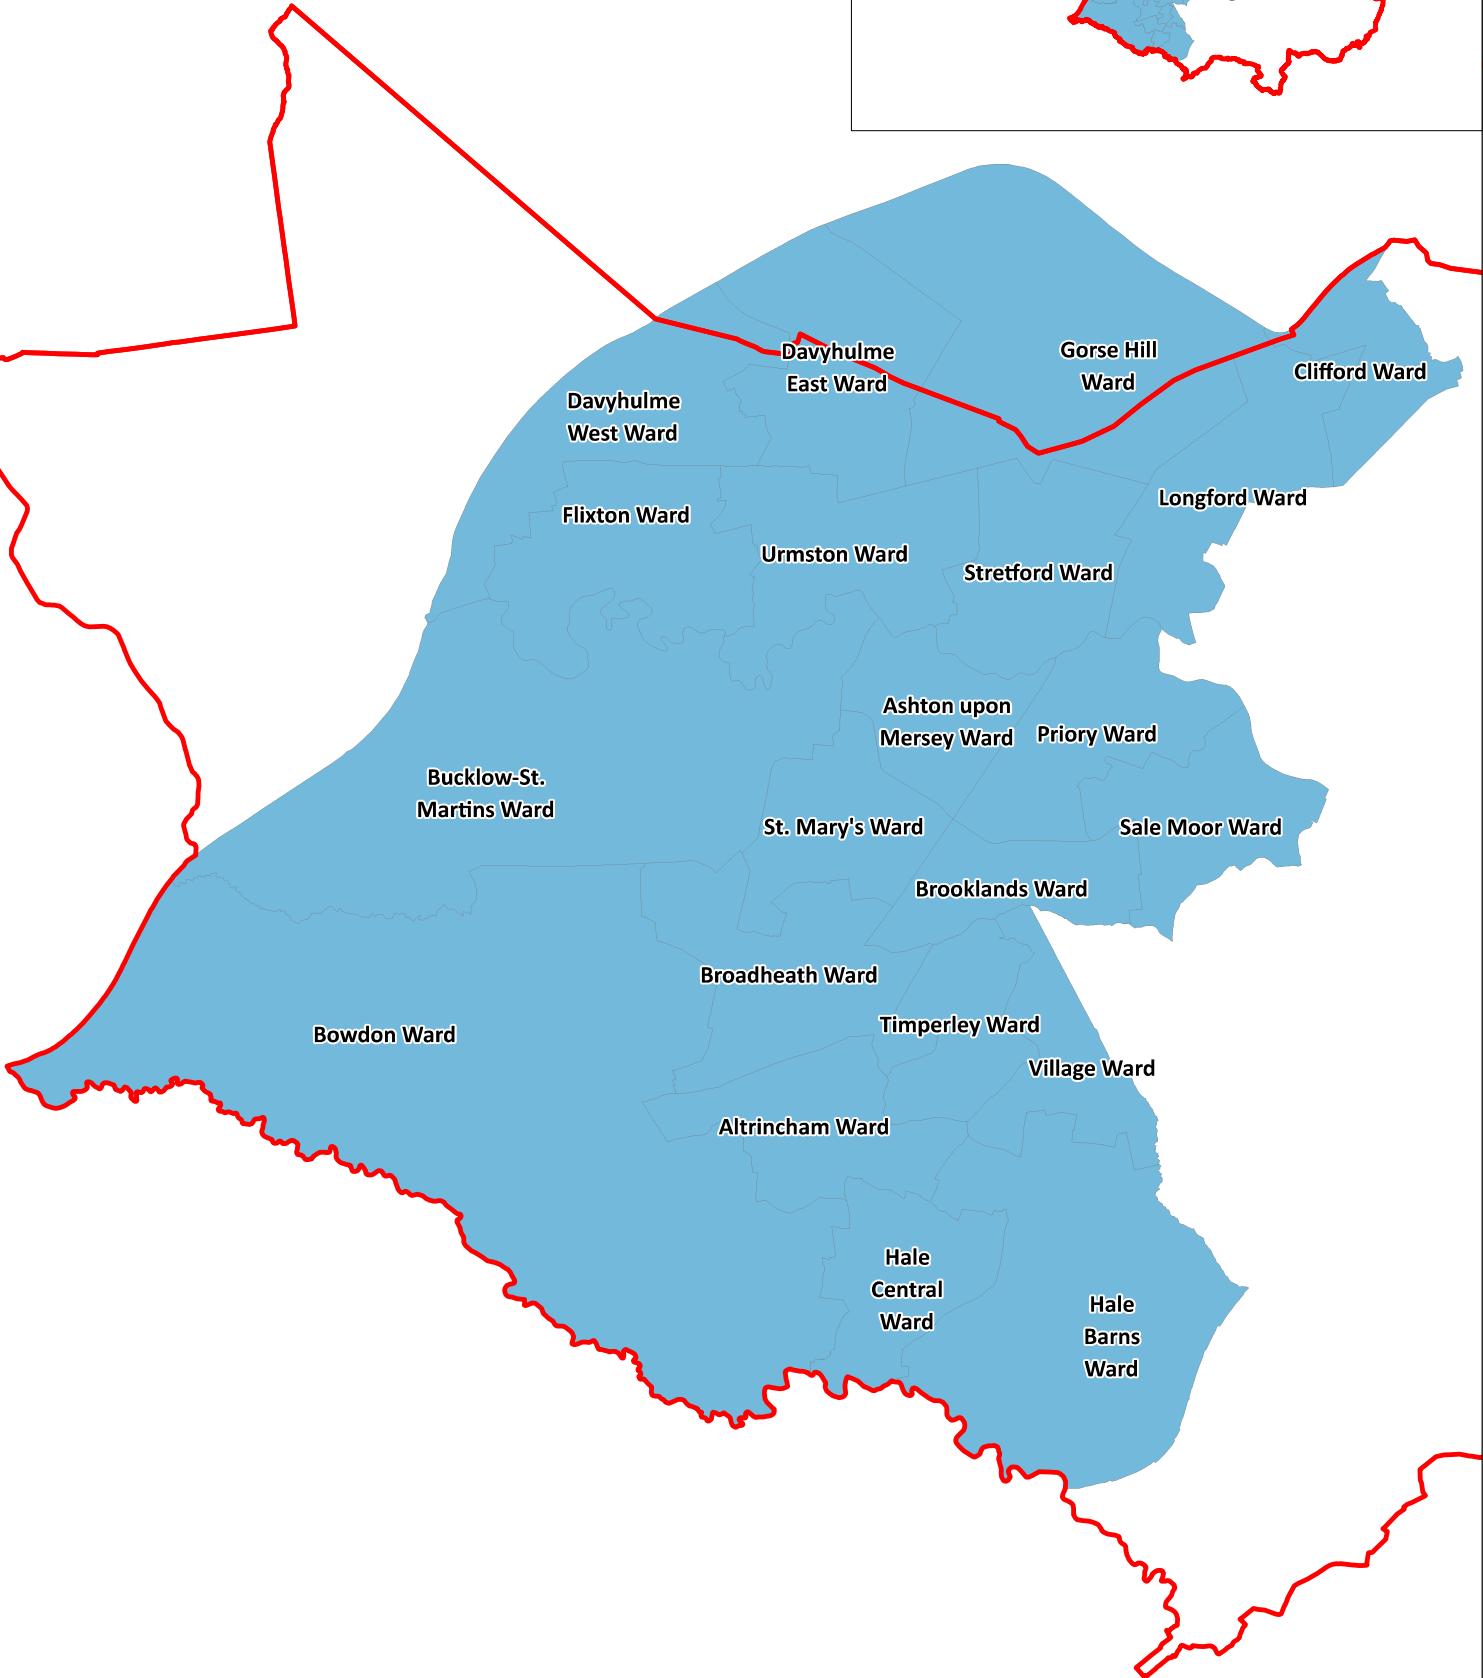 Davyhulme
East Ward
Gorse Hill
Ward
Clifford Ward
Davyhulme
West Ward
Longford Ward
Flixton Ward
Urmston Ward
Stretford Ward
Ashton upon
Mersey Ward
Priory Ward
Bucklow-St.
Martins Ward
St. Mary's Ward
Sale Moor Ward
Brooklands Ward
Broadheath Ward
Timperley Ward
Bowdon Ward
Village Ward
Altrincham Ward
Hale
Central
Ward
Hale
Barns
Ward